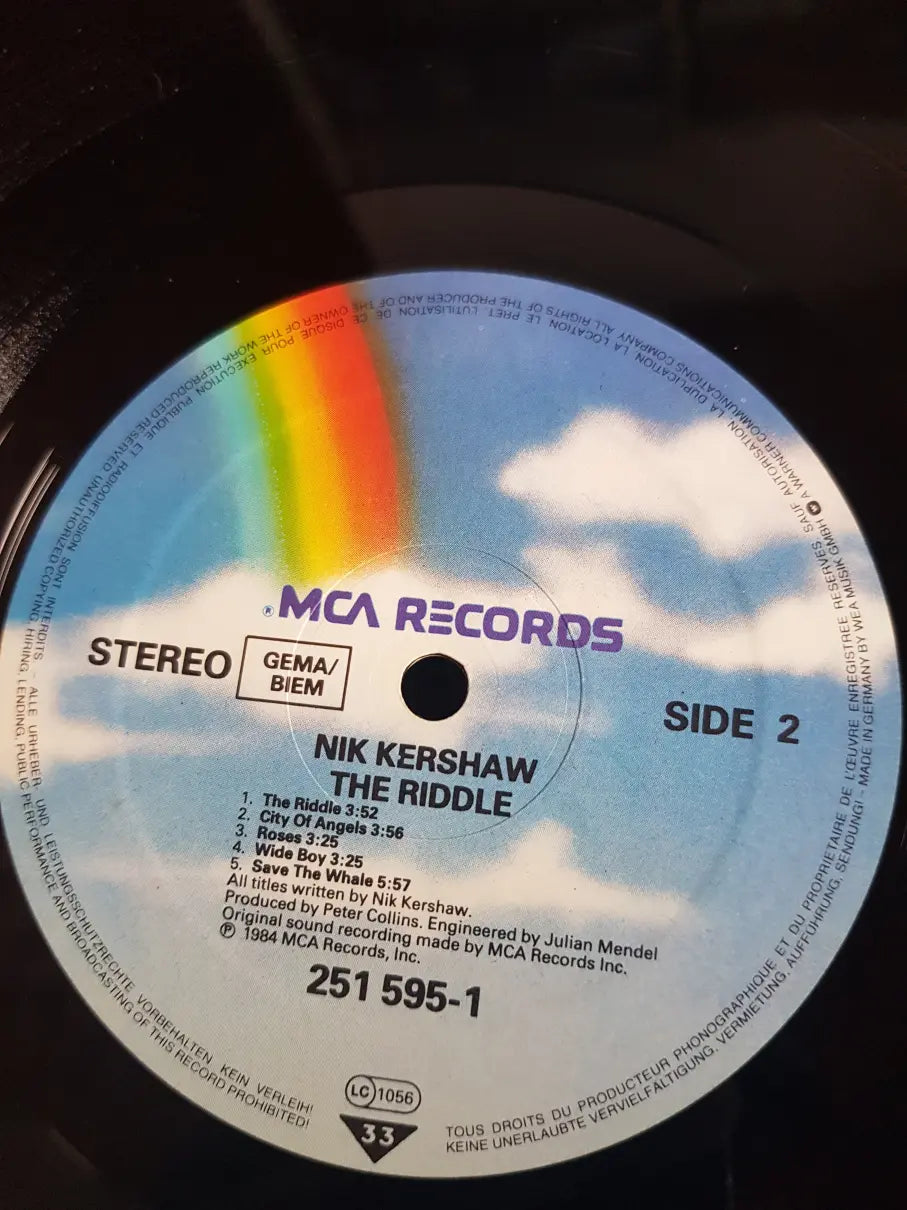 ® MCA RECORDS
STEREO
GEMA/
BIEM
SIDE 2
NIK KERSHAW
THE RIDDLE
1. The Riddle 3:52
2. City Of Angels 3:56
3. Roses 3:25
4. Wide Boy 3:25
5. Save The Whale 5:57
All titles written by Nik Kershaw.
Produced by Peter Collins. Engineered by Julian Mendel
Original sound recording made by MCA Records Inc.
℗ 1984 MCA Records, Inc.
251 595-1
LC 1056
33
TOUS DROITS DU PRODUCTEUR PHONOGRAPHIQUE ET DU PROPRIETAIRE DE L'ŒUVRE ENREGISTREE RESERVES. SAUF AUTORISATION LA DUPLICATION, LA LOCATION, LE PRET, L'UTILISATION DE CE DISQUE POUR EXECUTION PUBLIQUE ET RADIODIFFUSION SONT INTERDITS - ALLE URHEBER- UND LEISTUNGSSCHUTZRECHTE VORBEHALTEN. KEIN VERLEIH!
KEINE UNERLAUBTE VERVIELFÄLTIGUNG, VERMIETUNG, AUFFÜHRUNG, SENDUNG! - MADE IN GERMANY BY WEA MUSIK GMBH A WARNER COMMUNICATIONS COMPANY ALL RIGHTS OF THE PRODUCER AND OF THE OWNER OF THE WORK REPRODUCED RESERVED. UNAUTHORIZED COPYING, HIRING, LENDING, PUBLIC PERFORMANCE AND BROADCASTING OF THIS RECORD PROHIBITED!